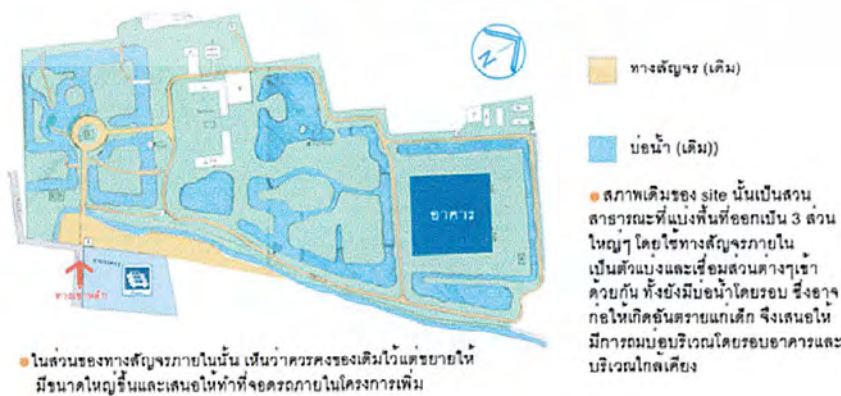 N
ทางสัญจร (เดิม)
บ่อน้ำ (เดิม))
อาคาร
ทางเข้าหลัก
สภาพเดิมของ site นั้นเป็นสวน
สาธารณะที่แบ่งพื้นที่ออกเป็น 3 ส่วน
ใหญ่ๆ โดยใช้ทางสัญจรภายใน
เป็นตัวแบ่งและเชื่อมส่วนต่างๆเข้า
ด้วยกัน ทั้งยังมีบ่อน้ำโดยรอบ ซึ่งอาจ
ก่อให้เกิดอันตรายแก่เด็ก จึงเสนอให้
มีการถมบ่อบริเวณโดยรอบอาคารและ
บริเวณใกล้เคียง
ในส่วนของทางสัญจรภายในนั้น เห็นว่าควรคงของเดิมไว้แต่ขยายให้
มีขนาดใหญ่ขึ้นและเสนอให้ทำที่จอดรถภายในโครงการเพิ่ม